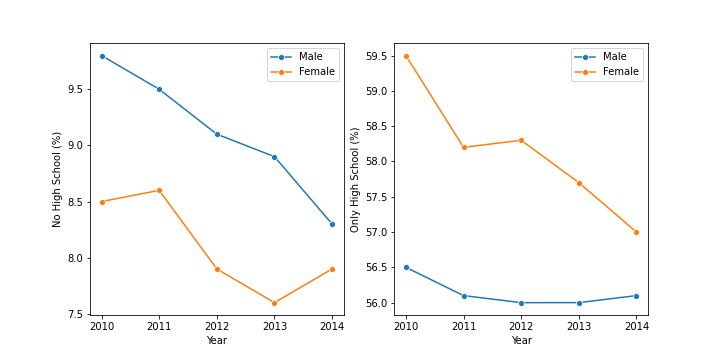 No High School (%)
9.5
9.0
8.5
8.0
7.5
2010 2011 2012 2013 2014
Year
Male
Female
Only High School (%)
59.5
59.0
58.5
58.0
57.5
57.0
56.5
56.0
2010 2011 2012 2013 2014
Year
Male
Female